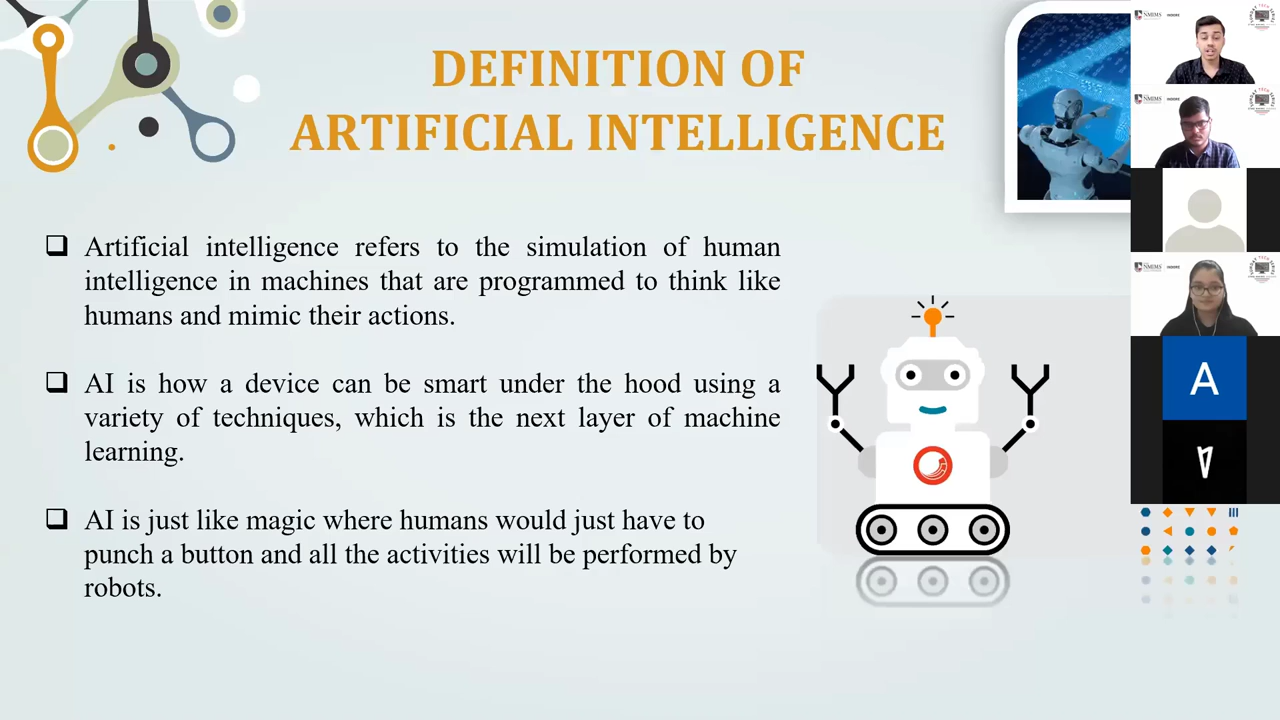 DEFINITION OF
ARTIFICIAL INTELLIGENCE
❑ Artificial intelligence refers to the simulation of human
intelligence in machines that are programmed to think like
humans and mimic their actions.
❑ AI is how a device can be smart under the hood using a
variety of techniques, which is the next layer of machine
learning.
❑ AI is just like magic where humans would just have to
punch a button and all the activities will be performed by
robots.
NMIMS
NMIMS
NMIMS
A